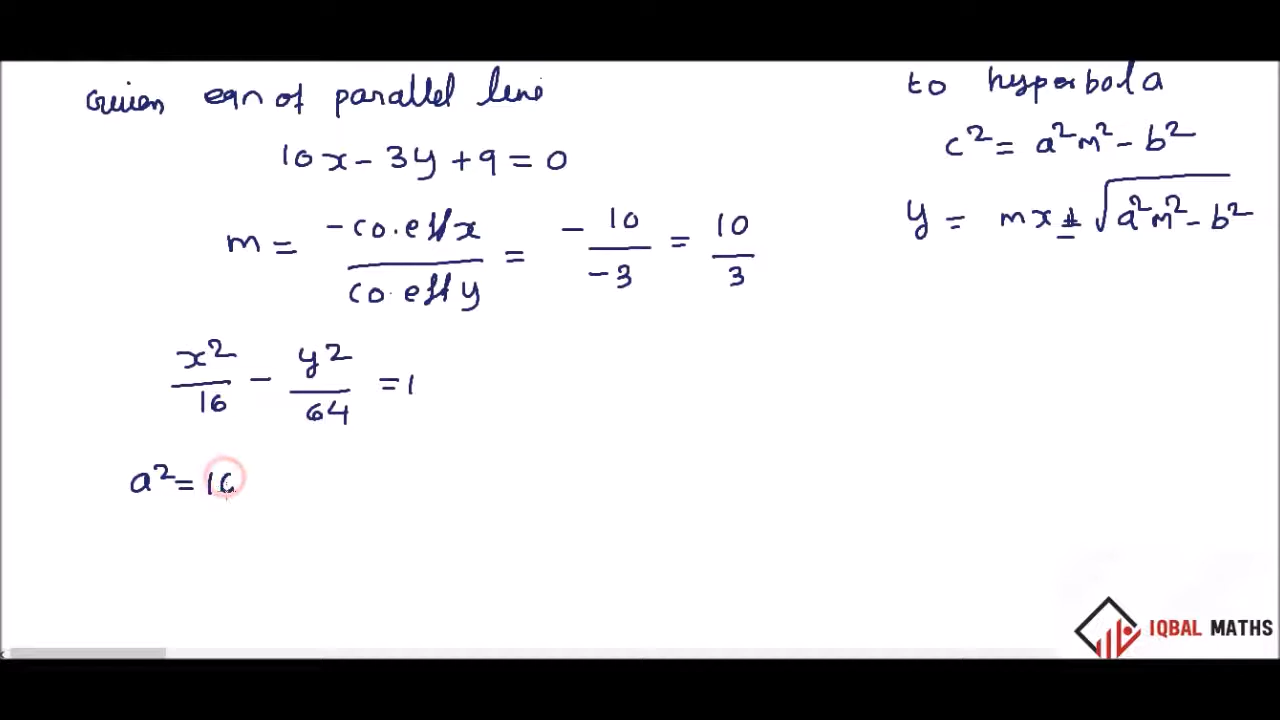 Given eqn of parallel line
10x - 3y + 9 = 0
m = -co.eff x / co.eff y = - 10 / -3 = 10 / 3
x2 / 16 - y2 / 64 = 1
a² = 16
to hyperbola
c² = a²m² - b²
y = mx ± √a²m² - b²
IQBAL MATHS